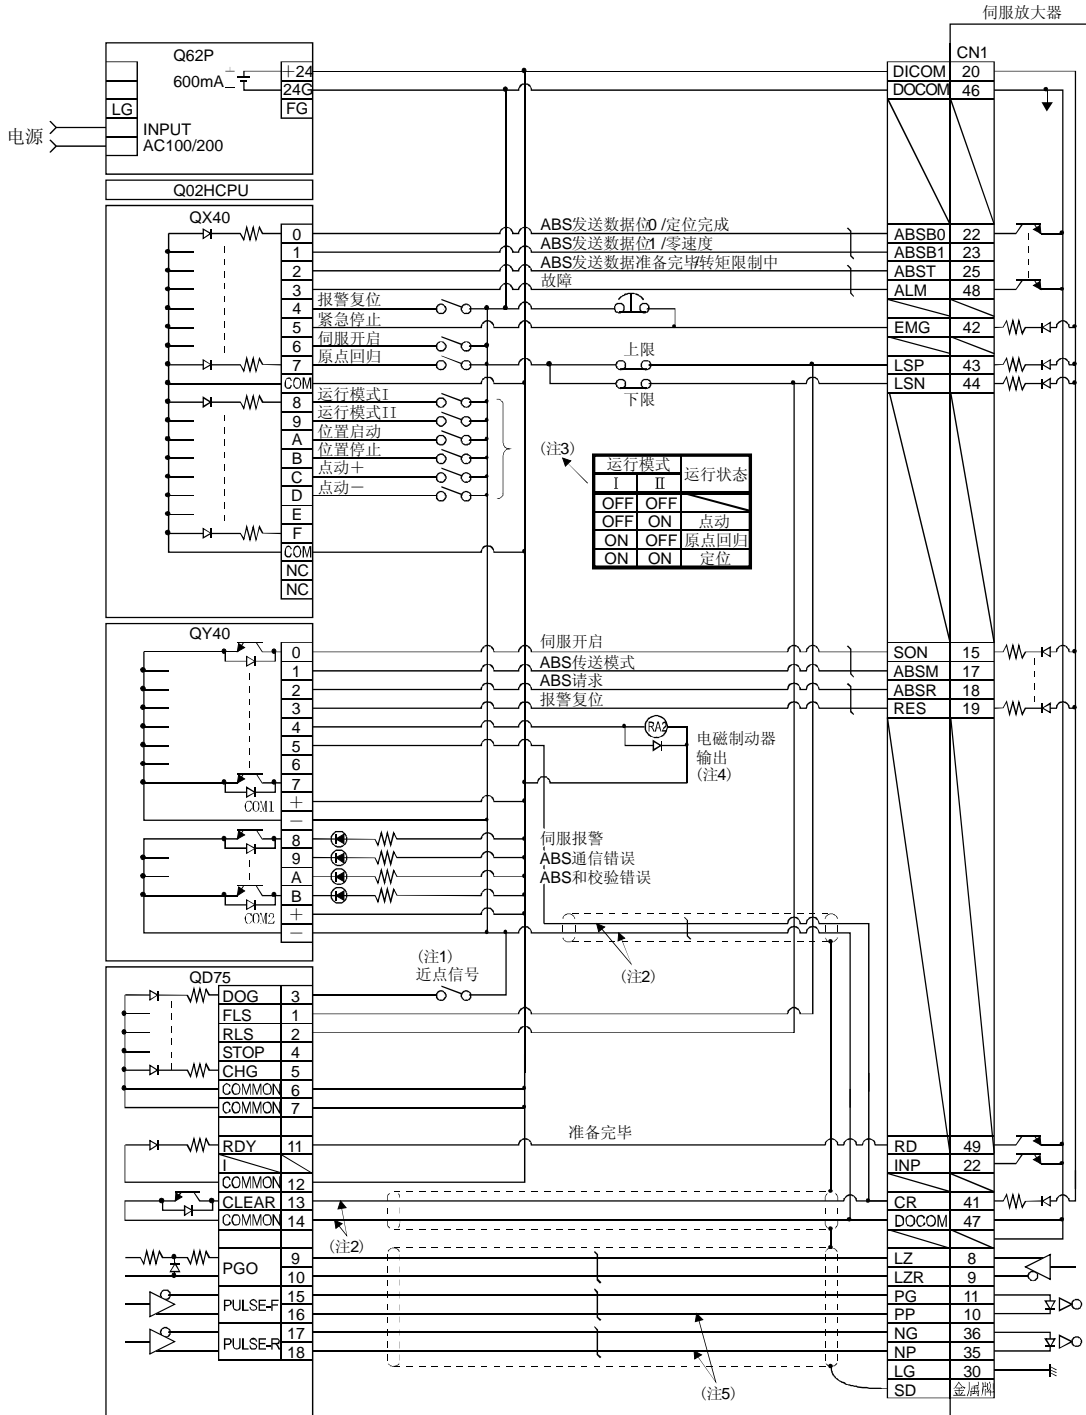 伺服放大器
Q62P
CN1
+24
DICOM 20
600mA
24G
DOCOM 46
LG
FG
电源
INPUT
AC100/200
Q02HCPU
QX40
0 ABS发送数据位0 /定位完成 ABSB0 22
1 ABS发送数据位1 /零速度 ABSB1 23
2 ABS发送数据准备完毕/转矩限制中 ABST 25
3 故障 ALM 48
4 报警复位
5 紧急停止 EMG 42
6 伺服开启
7 原点回归 上限 LSP 43
COM 下限 LSN 44
8 运行模式I
9 运行模式II
A 位置启动
B 位置停止
C 点动＋
D 点动－
E
F
COM
NC
NC
(注3)
运行模式 运行状态
I II
OFF OFF
OFF ON 点动
ON OFF 原点回归
ON ON 定位
QY40
0 伺服开启 SON 15
1 ABS传送模式 ABSM 17
2 ABS请求 ABSR 18
3 报警复位 RES 19
4 RA2
5 电磁制动器
6 输出
7 (注4)
COM1
+
−
8 伺服报警
9 ABS通信错误
A ABS和校验错误
B
COM2
+
−
(注1)
近点信号
(注2)
QD75
DOG 3
FLS 1
RLS 2
STOP 4
CHG 5
COMMON 6
COMMON 7
RDY 11 准备完毕 RD 49
I INP 22
COMMON 12
CLEAR 13 CR 41
COMMON 14 DOCOM 47
(注2)
PGO 9 LZ 8
10 LZR 9
PULSE-F 15 PG 11
16 PP 10
PULSE-R 17 NG 36
18 NP 35
LG 30
(注5)
SD 金属牌